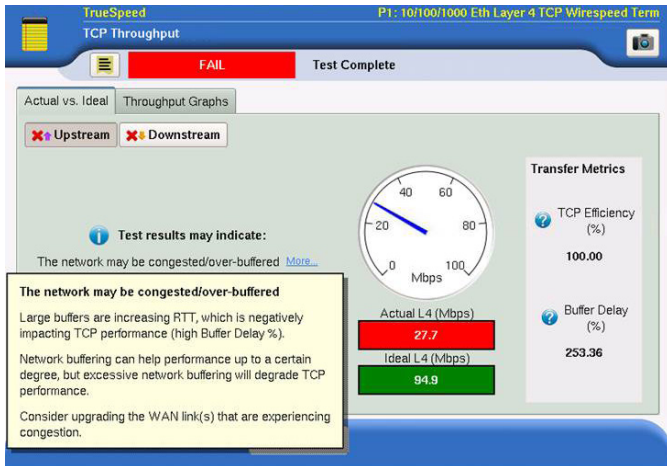 TrueSpeed
P1: 10/100/1000 Eth Layer 4 TCP Wirespeed Term
TCP Throughput
FAIL
Test Complete
Actual vs. Ideal
Throughput Graphs
Upstream
Downstream
Test results may indicate:
The network may be congested/over-buffered More...
The network may be congested/over-buffered
Large buffers are increasing RTT, which is negatively
impacting TCP performance (high Buffer Delay %).
Network buffering can help performance up to a certain
degree, but excessive network buffering will degrade TCP
performance.
Consider upgrading the WAN link(s) that are experiencing
congestion.
40 60
20 80
0 100
Mbps
Actual L4 (Mbps)
27.7
Ideal L4 (Mbps)
94.9
Transfer Metrics
TCP Efficiency
(%)
100.00
Buffer Delay
(%)
253.36